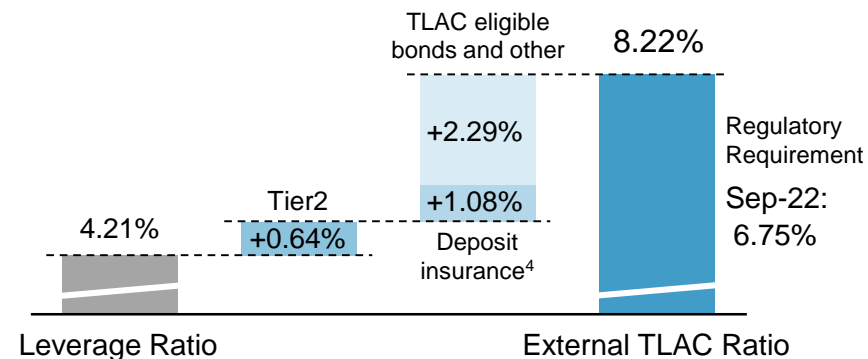 TLAC eligible
bonds and other
8.22%
+2.29%
Regulatory
Requirement
Tier2
+1.08%
Sep-22:
4.21%
+0.64%
6.75%
Deposit
insurance⁴
Leverage Ratio
External TLAC Ratio